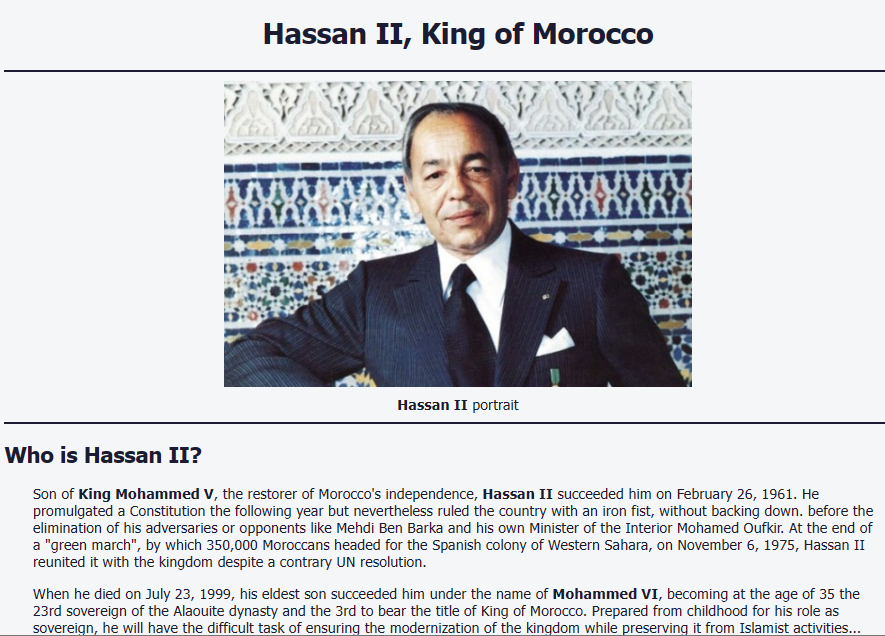 Hassan II, King of Morocco
Hassan II portrait
Who is Hassan II?
Son of King Mohammed V, the restorer of Morocco's independence, Hassan II succeeded him on February 26, 1961. He
promulgated a Constitution the following year but nevertheless ruled the country with an iron fist, without backing down. before the
elimination of his adversaries or opponents like Mehdi Ben Barka and his own Minister of the Interior Mohamed Oufkir. At the end of
a "green march", by which 350,000 Moroccans headed for the Spanish colony of Western Sahara, on November 6, 1975, Hassan II
reunited it with the kingdom despite a contrary UN resolution.
When he died on July 23, 1999, his eldest son succeeded him under the name of Mohammed VI, becoming at the age of 35 the
23rd sovereign of the Alaouite dynasty and the 3rd to bear the title of King of Morocco. Prepared from childhood for his role as
sovereign, he will have the difficult task of ensuring the modernization of the kingdom while preserving it from Islamist activities...